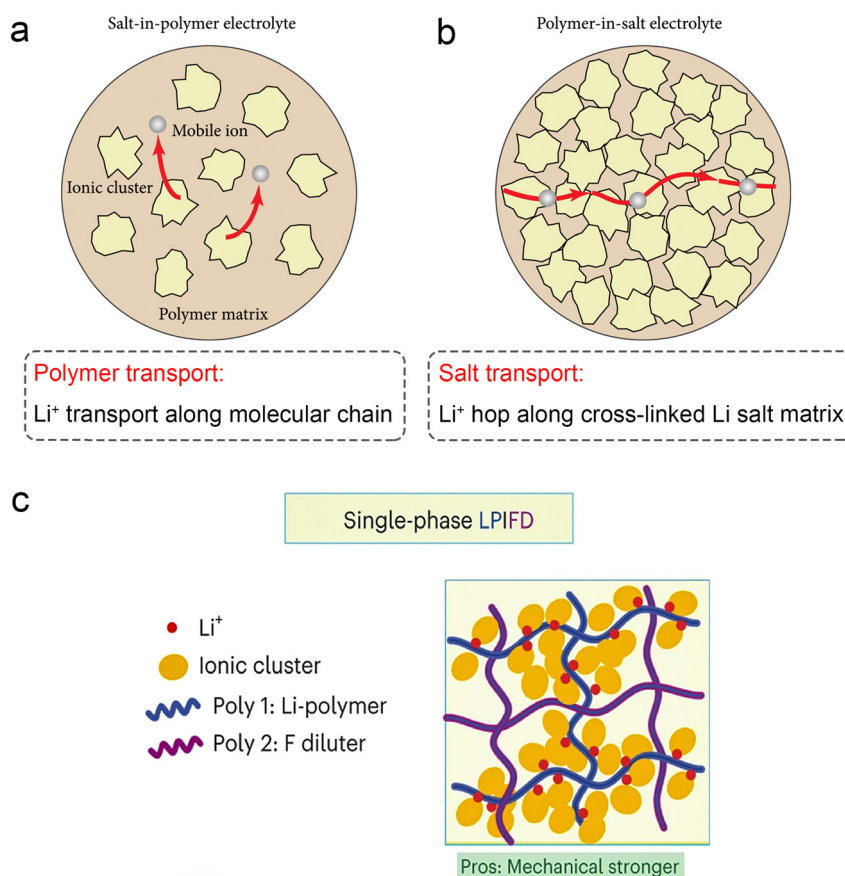 a
Salt-in-polymer electrolyte
Mobile ion
Ionic cluster
Polymer matrix
Polymer transport:
Li⁺ transport along molecular chain
b
Polymer-in-salt electrolyte
Salt transport:
Li⁺ hop along cross-linked Li salt matrix
c
Single-phase LPIFD
Li⁺
Ionic cluster
Poly 1: Li-polymer
Poly 2: F diluter
Pros: Mechanical stronger